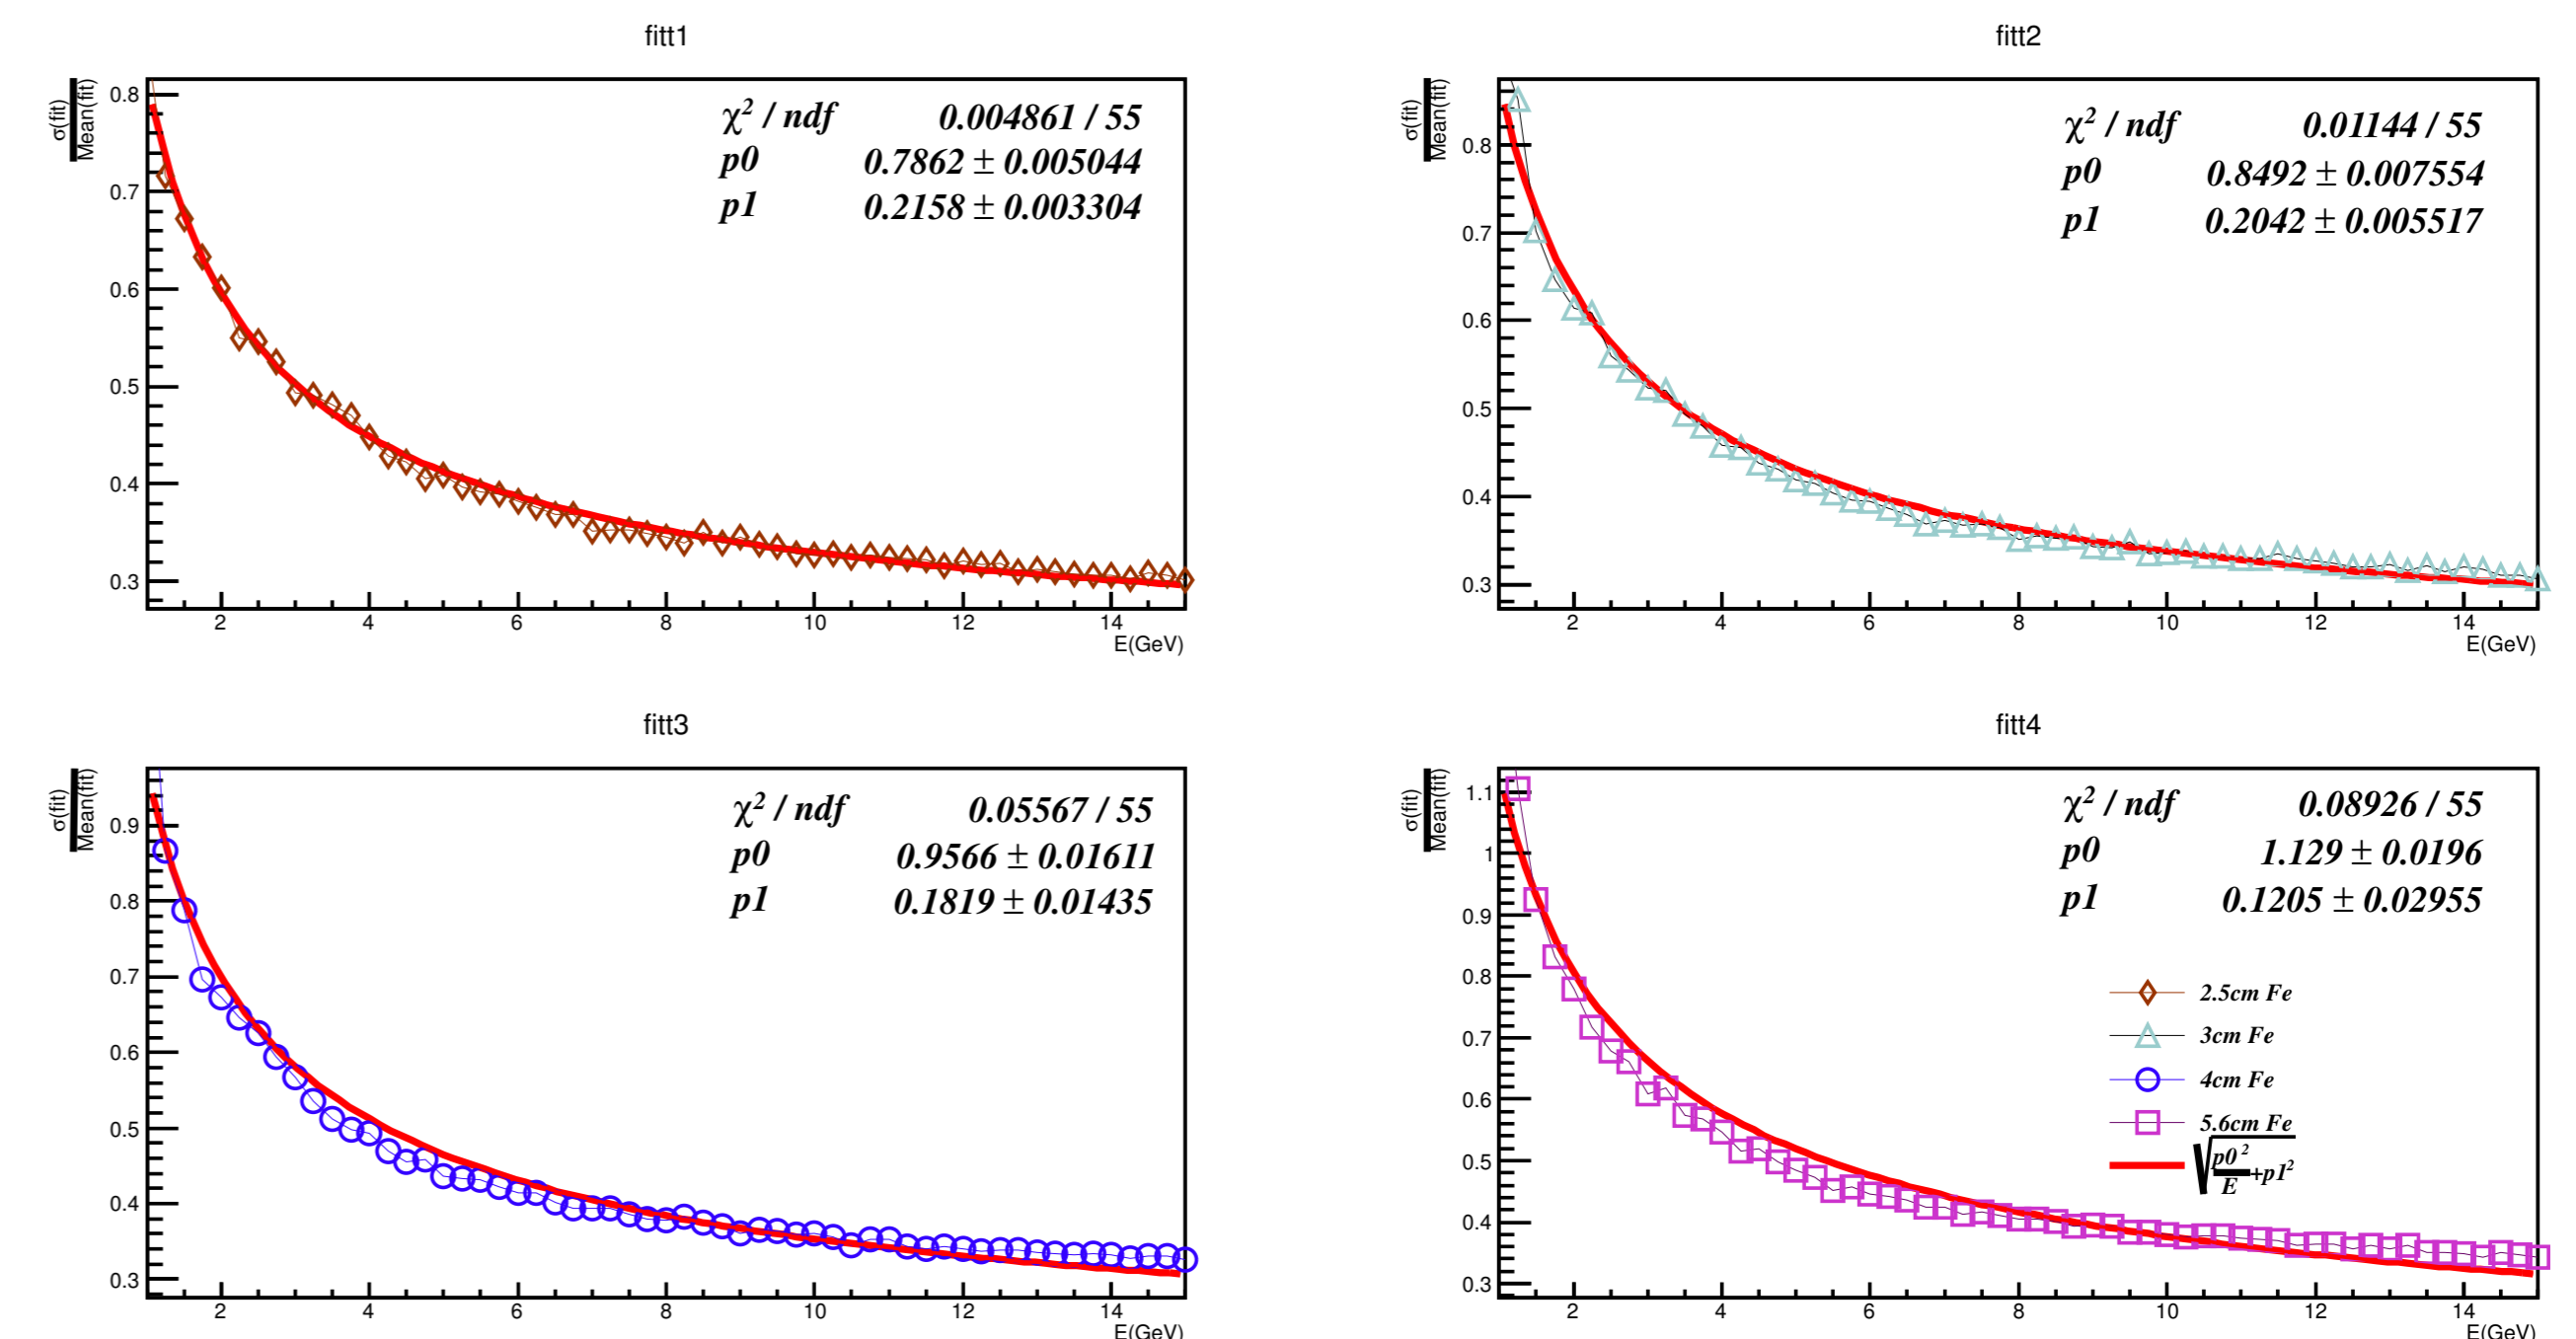 fitt1
σ(fit)
Mean(fit)
0.8
0.7
0.6
0.5
0.4
0.3
χ² / ndf 0.004861 / 55
p0 0.7862 ± 0.005044
p1 0.2158 ± 0.003304
2 4 6 8 10 12 14
E(GeV)
fitt2
σ(fit)
Mean(fit)
0.8
0.7
0.6
0.5
0.4
0.3
χ² / ndf 0.01144 / 55
p0 0.8492 ± 0.007554
p1 0.2042 ± 0.005517
2 4 6 8 10 12 14
E(GeV)
fitt3
σ(fit)
Mean(fit)
0.9
0.8
0.7
0.6
0.5
0.4
0.3
χ² / ndf 0.05567 / 55
p0 0.9566 ± 0.01611
p1 0.1819 ± 0.01435
2 4 6 8 10 12 14
E(GeV)
fitt4
σ(fit)
Mean(fit)
1.1
1
0.9
0.8
0.7
0.6
0.5
0.4
0.3
χ² / ndf 0.08926 / 55
p0 1.129 ± 0.0196
p1 0.1205 ± 0.02955
2.5cm Fe
3cm Fe
4cm Fe
5.6cm Fe
√(p0²/E+p1²)
2 4 6 8 10 12 14
E(GeV)